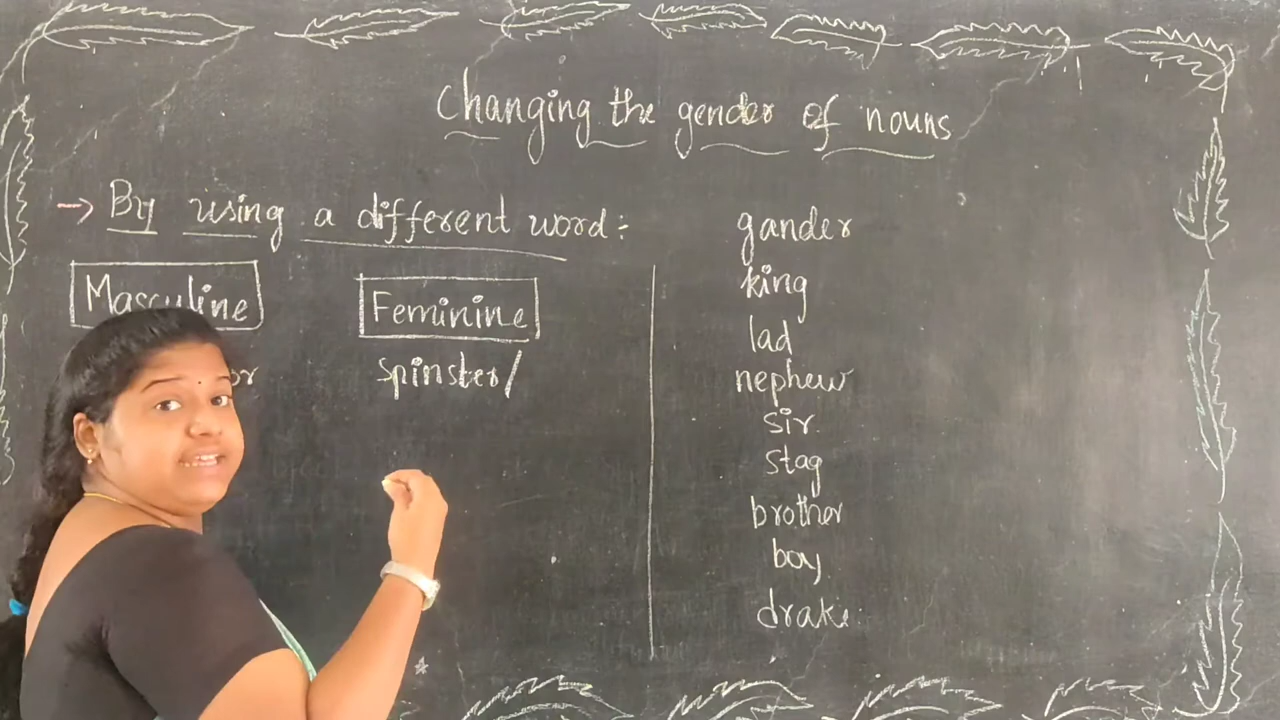 Changing the gender of nouns
→ By using a different word:
Masculine Feminine
spinster/
gander
king
lad
nephew
sir
stag
brother
boy
drake